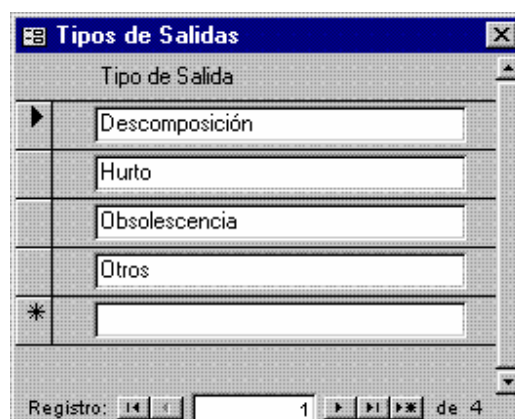 Tipos de Salidas
Tipo de Salida
Descomposición
Hurto
Obsolescencia
Otros
Registro: 1 de 4